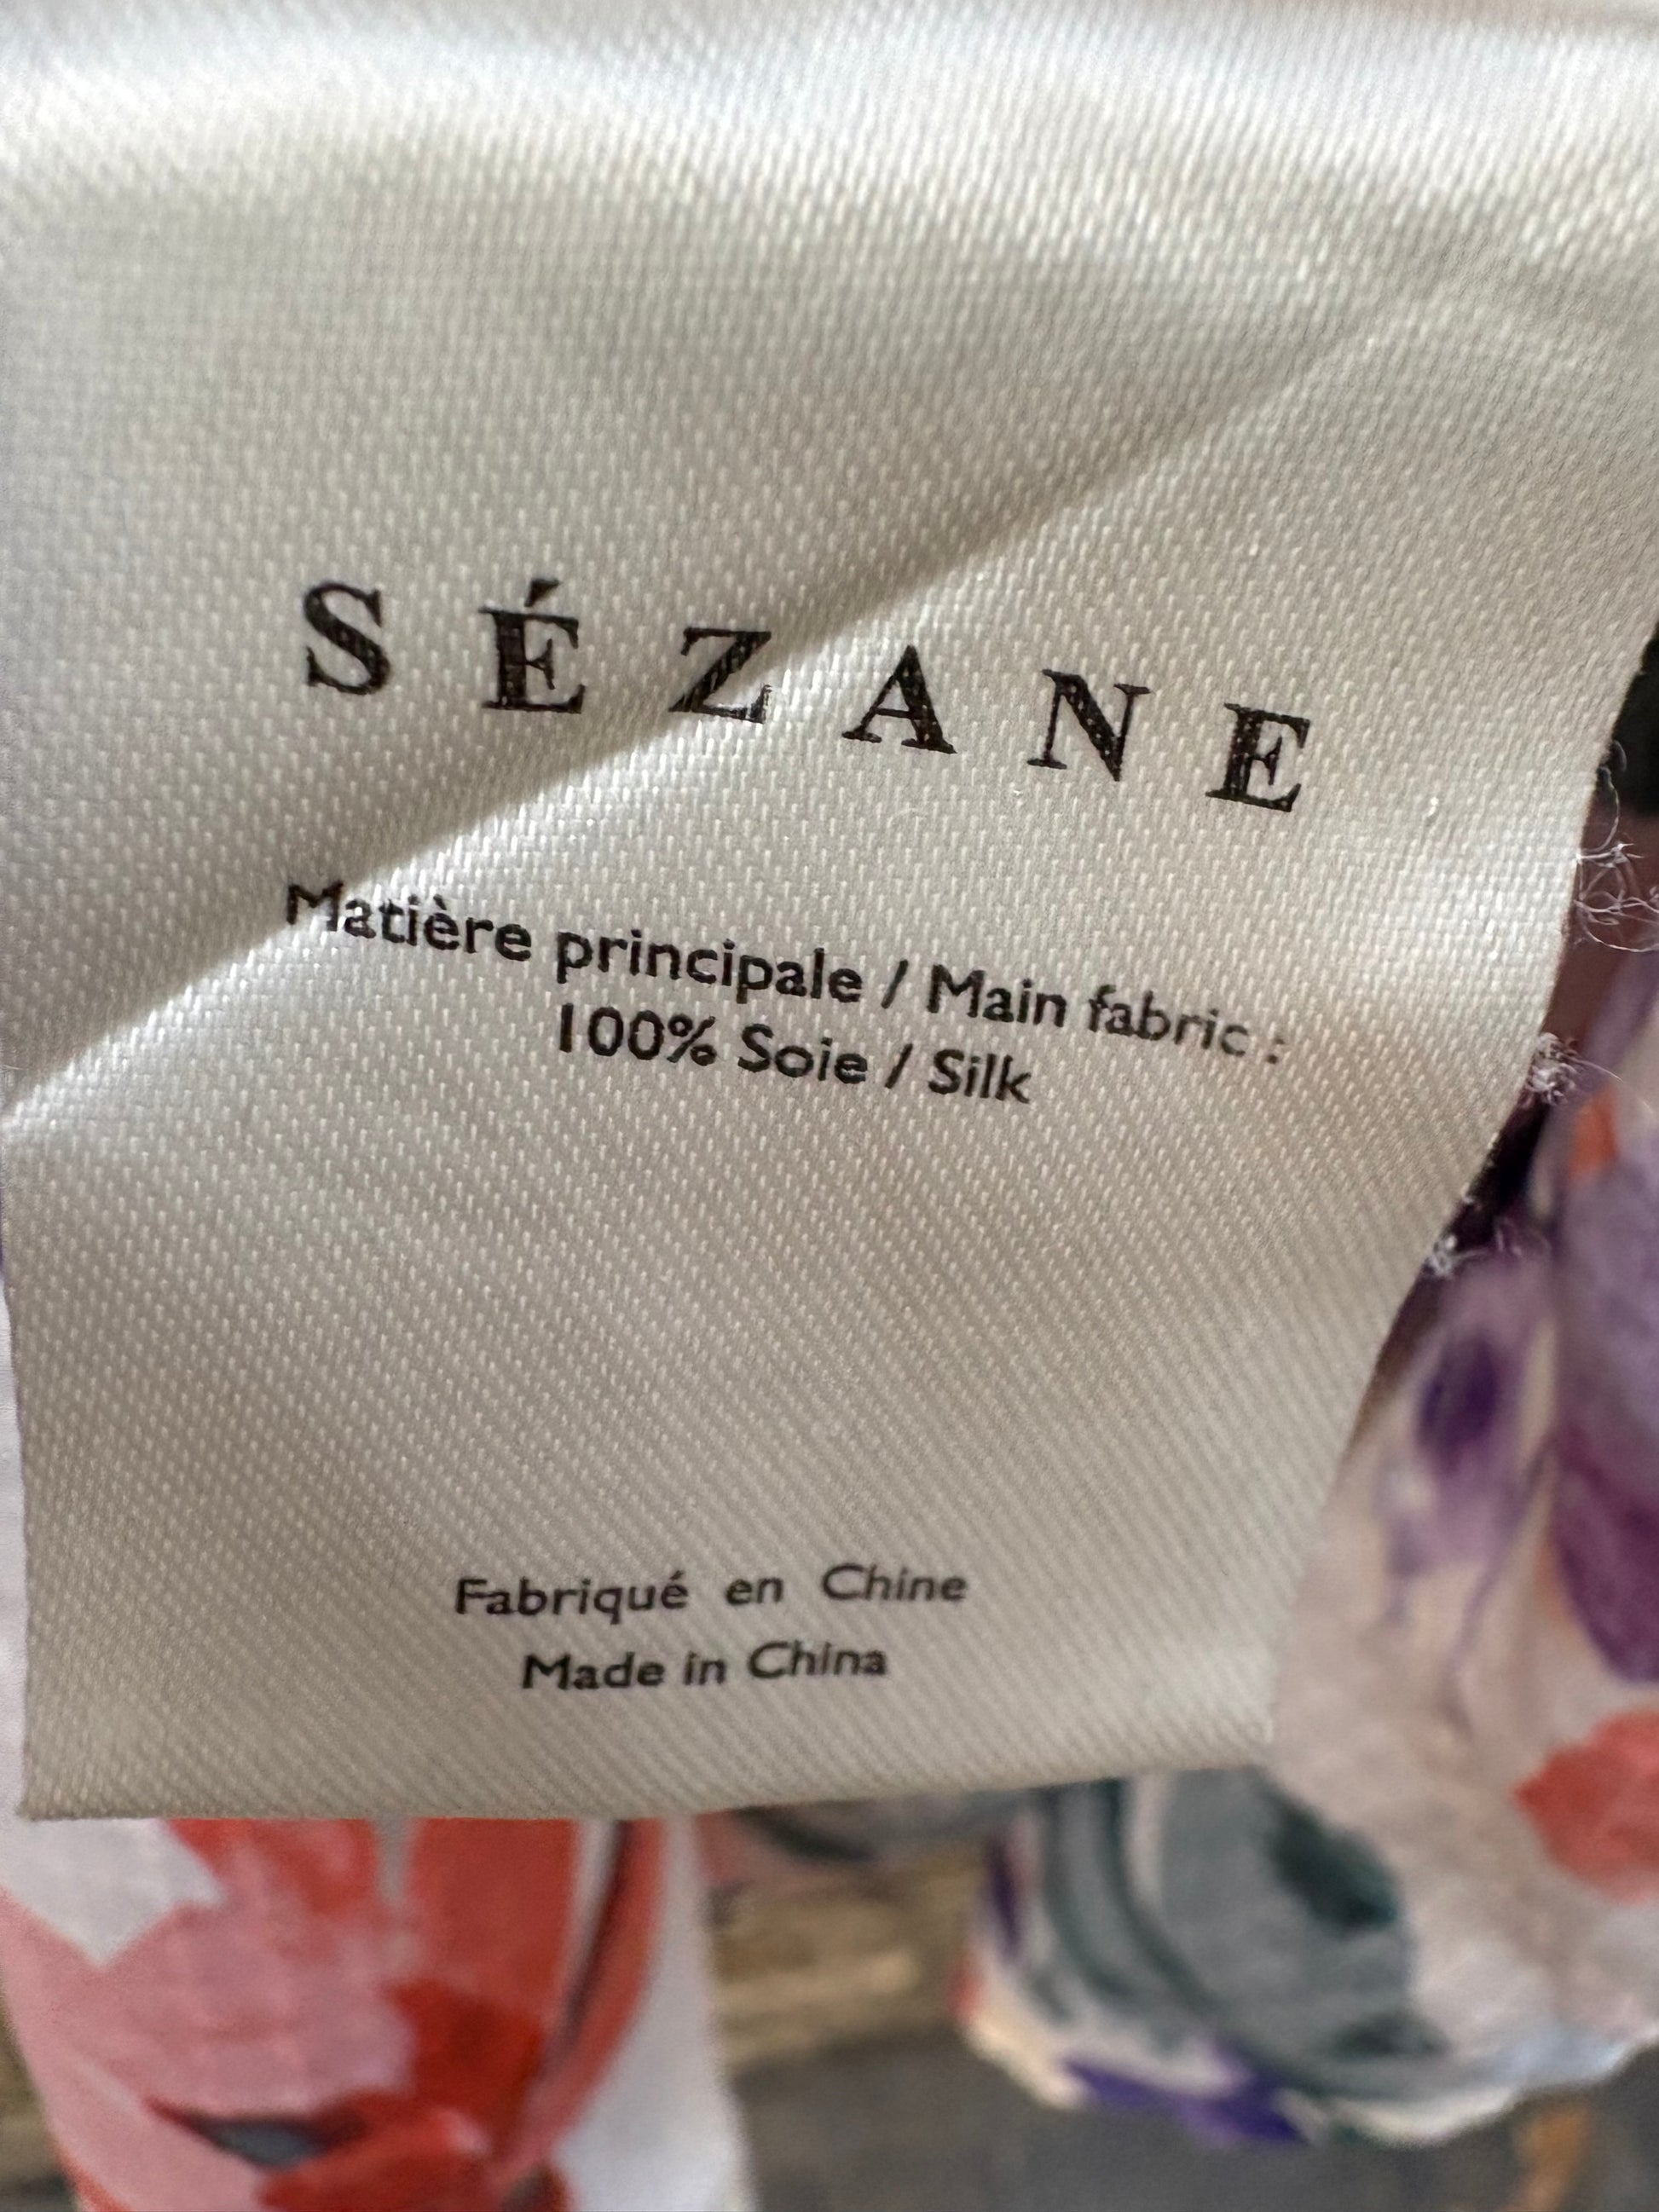 SÉZANE
Matière principale / Main fabric :
100% Soie / Silk
Fabriqué en Chine
Made in China